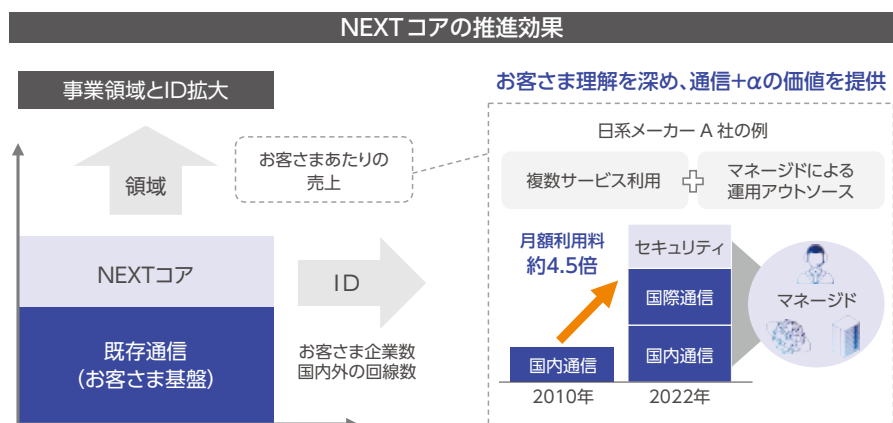 NEXTコアの推進効果
事業領域とID拡大
領域
お客さまあたりの
売上
NEXTコア
既存通信
(お客さま基盤)
ID
お客さま企業数
国内外の回線数
お客さま理解を深め、通信+αの価値を提供
日系メーカー A 社の例
複数サービス利用
マネージドによる
運用アウトソース
月額利用料
約4.5倍
国内通信
2010年
セキュリティ
国際通信
国内通信
2022年
マネージド